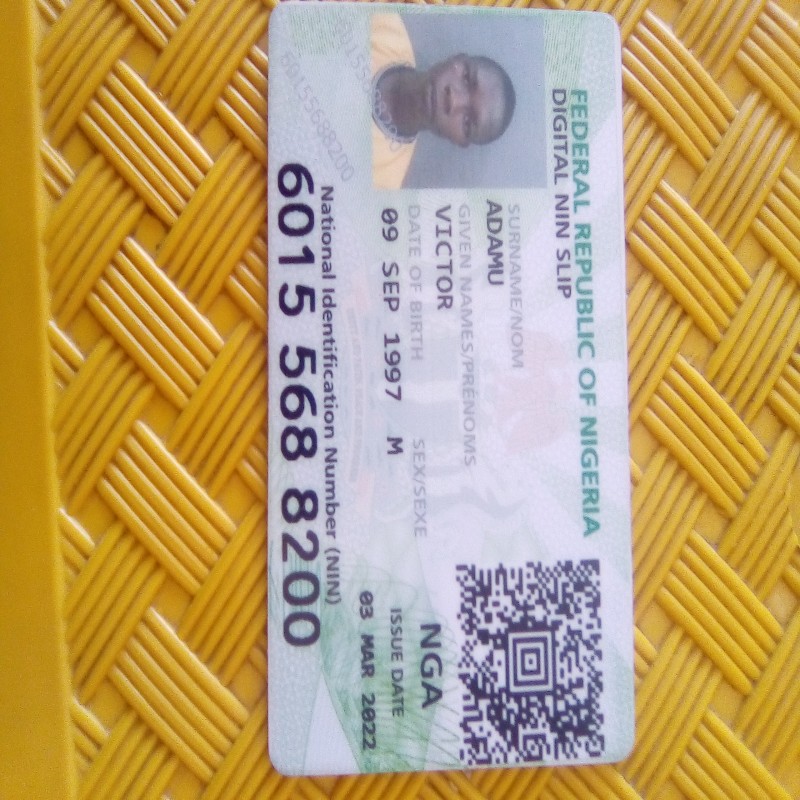 FEDERAL REPUBLIC OF NIGERIA
DIGITAL NIN SLIP
SURNAME/NOM
ADAMU
GIVEN NAMES/PRÉNOMS
VICTOR
DATE OF BIRTH SEX/SEXE
09 SEP 1997 M
NGA
ISSUE DATE
03 MAR 2022
National Identification Number (NIN)
6015 568 8200
60155688200